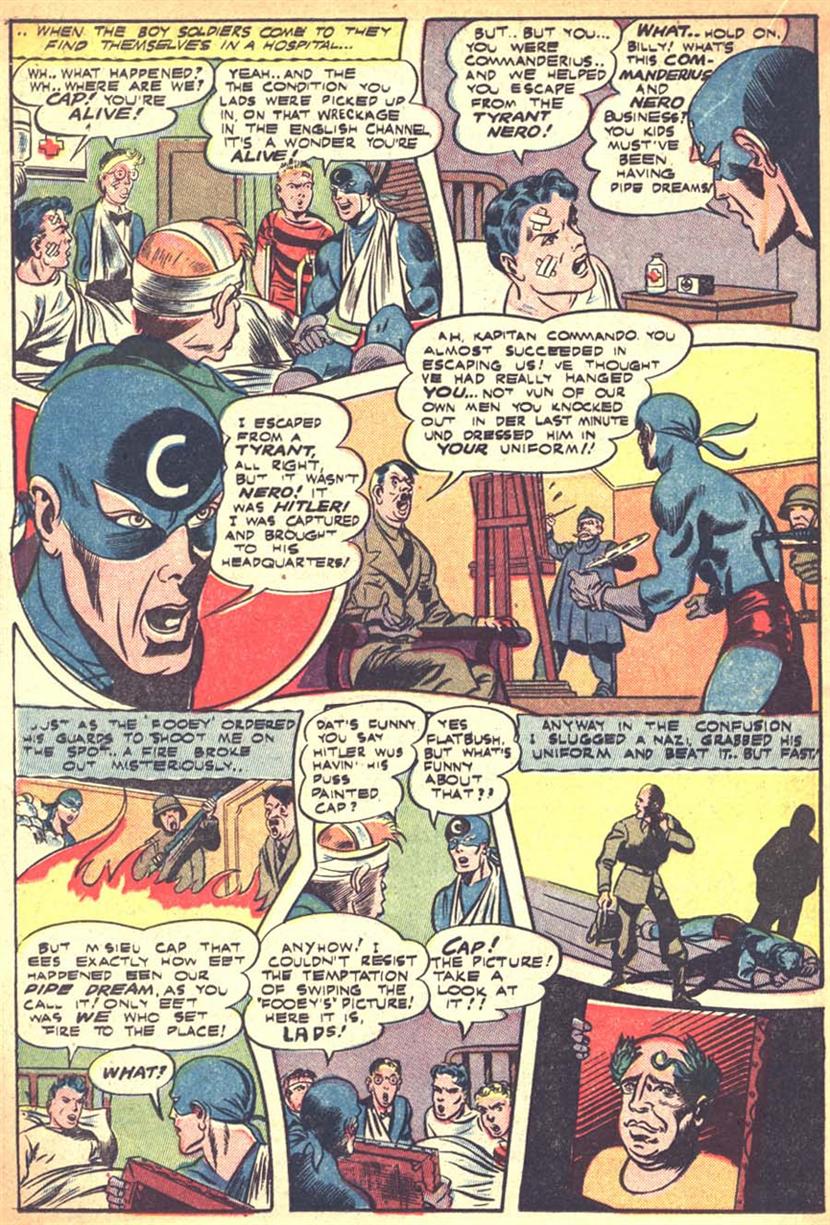 .. WHEN THE BOY SOLDIERS COME TO THEY
FIND THEMSELVES IN A HOSPITAL...
WH.. WHAT HAPPENED?
WH.. WHERE ARE WE?
CAP! YOU'RE
ALIVE!
YEAH.. AND THE
THE CONDITION YOU
LADS WERE PICKED UP
IN, ON THAT WRECKAGE
IN THE ENGLISH CHANNEL,
IT'S A WONDER YOU'RE
ALIVE!
BUT.. BUT YOU...
YOU WERE
COMMANDERIUS..
AND WE HELPED
YOU ESCAPE
FROM THE
TYRANT
NERO!
WHAT.. HOLD ON,
BILLY! WHAT'S
THIS COM-
MANDERIUS
AND
NERO
BUSINESS?
YOU KIDS
MUST'VE
BEEN
HAVING
PIPE DREAMS!
C
I ESCAPED
FROM A
TYRANT,
ALL RIGHT,
BUT IT WASN'T
NERO! IT
WAS HITLER!
I WAS CAPTURED
AND BROUGHT
TO HIS
HEADQUARTERS!
AH, KAPITAN COMMANDO. YOU
ALMOST SUCCEEDED IN
ESCAPING US! VE THOUGHT
VE HAD REALLY HANGED
YOU... NOT VUN OF OUR
OWN MEN YOU KNOCKED
OUT IN DER LAST MINUTE
UND DRESSED HIM IN
YOUR UNIFORM!!
JUST AS THE 'FOOEY' ORDERED
HIS GUARDS TO SHOOT ME ON
THE SPOT.. A FIRE BROKE
OUT MISTERIOUSLY..
DAT'S FUNNY
YOU SAY
HITLER WUS
HAVIN' HIS
PUSS
PAINTED,
CAP?
YES
FLATBUSH,
BUT WHAT'S
FUNNY
ABOUT
THAT??
C
ANYWAY IN THE CONFUSION
I SLUGGED A NAZI, GRABBED HIS
UNIFORM AND BEAT IT.. BUT FAST!
BUT M'SIEU CAP THAT
EES EXACTLY HOW EET
HAPPENED EEN OUR
PIPE DREAM, AS YOU
CALL IT! ONLY EET
WAS WE WHO SET
FIRE TO THE PLACE!
WHAT?
ANYHOW! I
COULDN'T RESIST
THE TEMPTATION
OF SWIPING THE
'FOOEY'S' PICTURE!
HERE IT IS,
LADS!
CAP!
THE PICTURE!
TAKE A
LOOK AT
IT!!